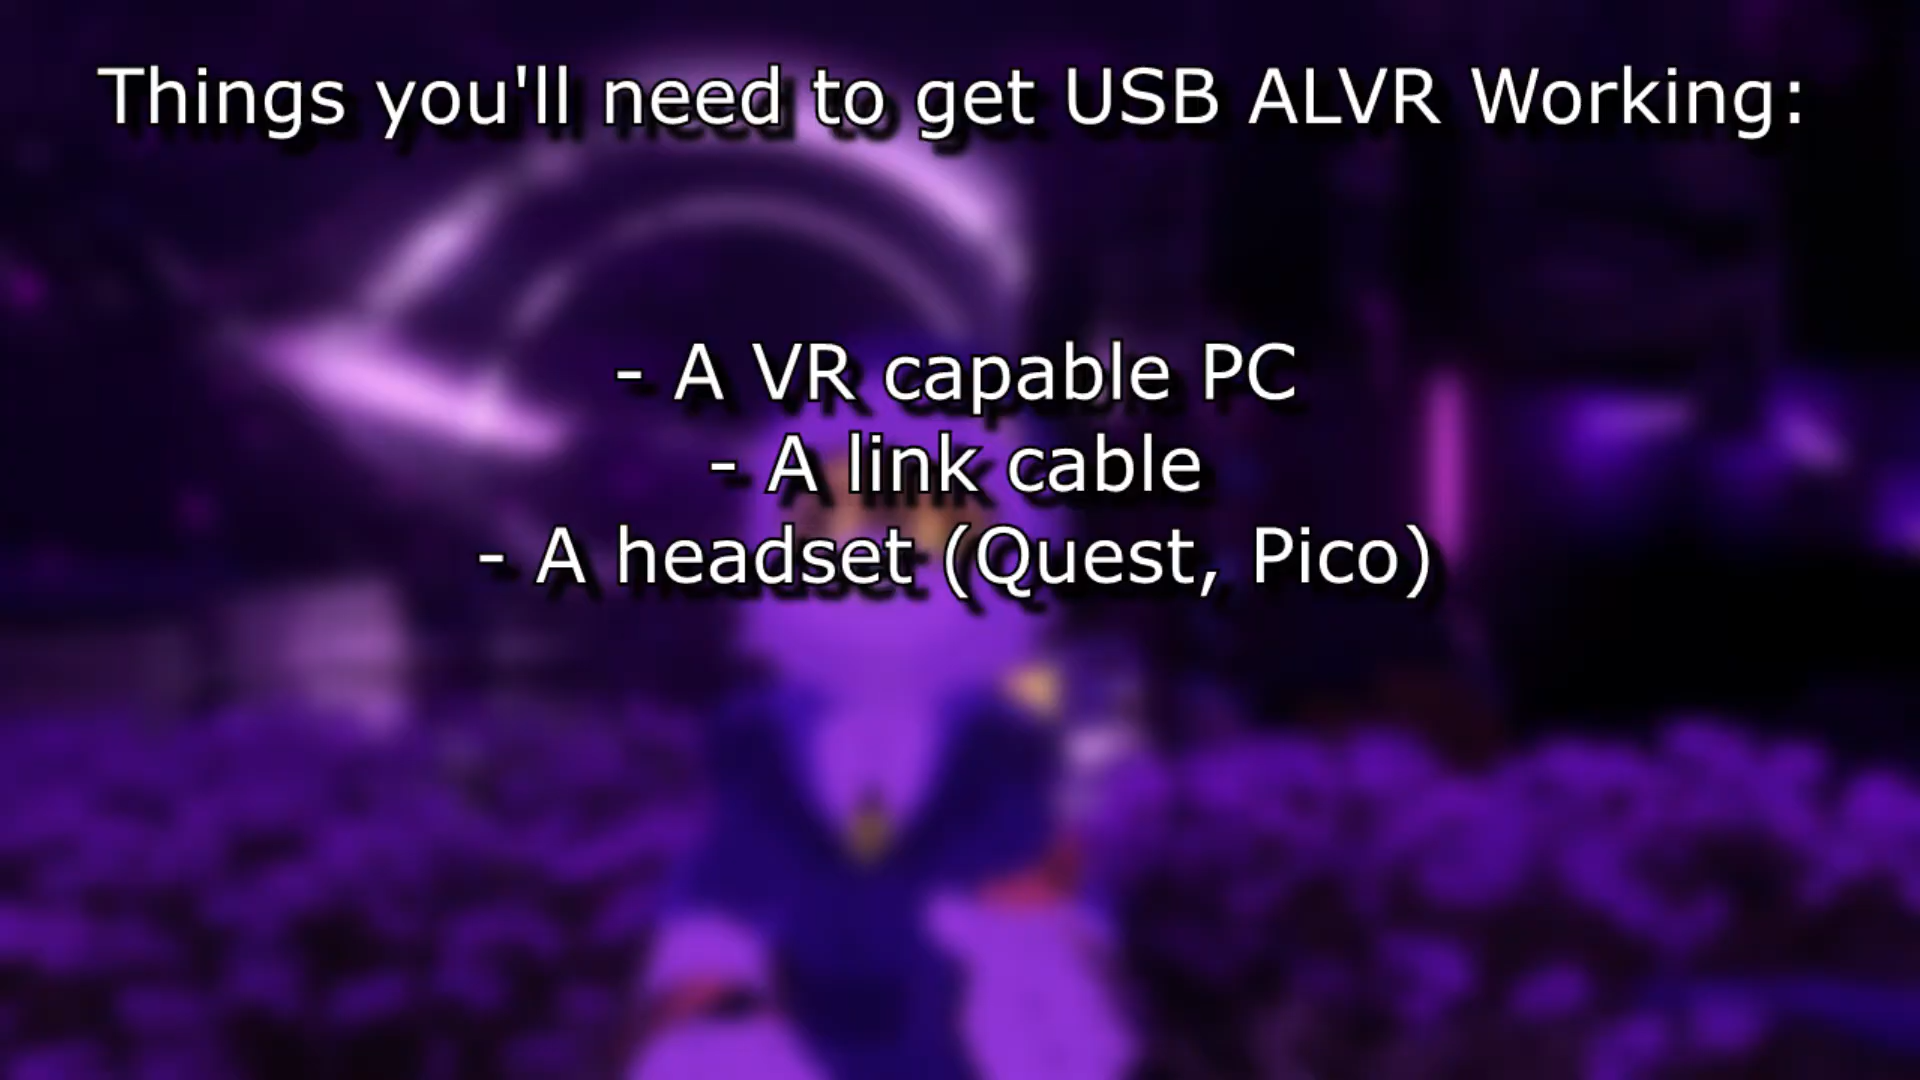 Things you'll need to get USB ALVR Working:
- A VR capable PC
- A link cable
- A headset (Quest, Pico)